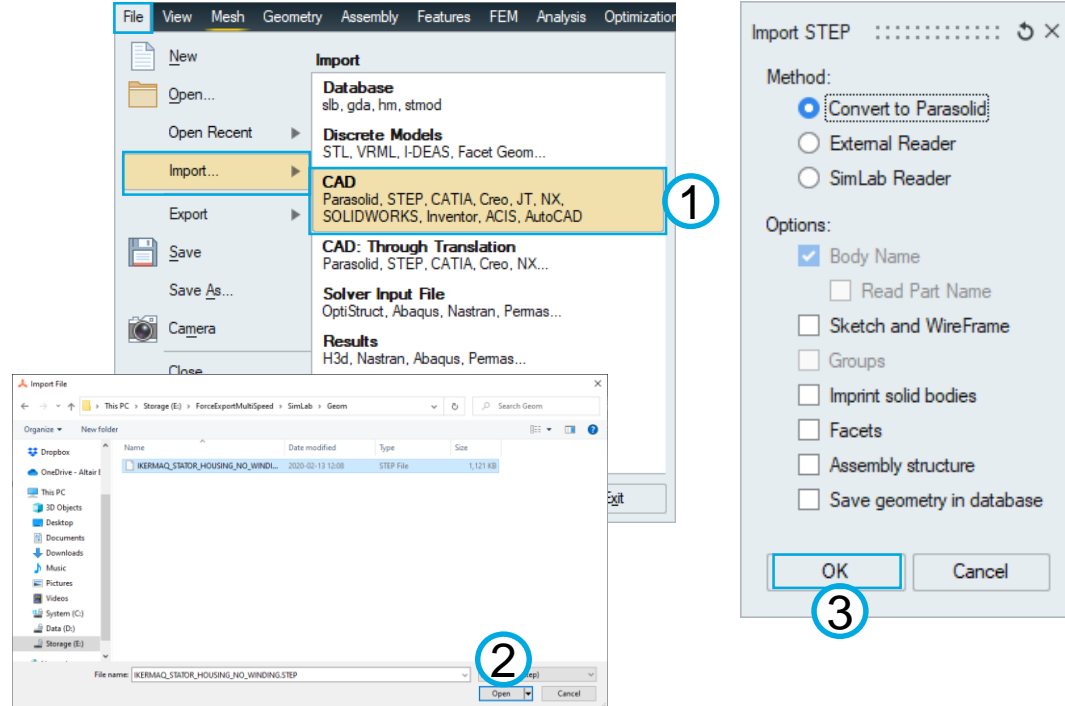 File View Mesh Geometry Assembly Features FEM Analysis Optimization
New
Open...
Open Recent
Import...
Export
Save
Save As...
Camera
Close
Import
Database
slb, gda, hm, stmod
Discrete Models
STL, VRML, I-DEAS, Facet Geom...
CAD
Parasolid, STEP, CATIA, Creo, JT, NX,
SOLIDWORKS, Inventor, ACIS, AutoCAD
1
CAD: Through Translation
Parasolid, STEP, CATIA, Creo, NX...
Solver Input File
OptiStruct, Abaqus, Nastran, Permas...
Results
H3d, Nastran, Abaqus, Permas...
Exit
Import File
This PC > Storage (E:) > ForceExportMultiSpeed > SimLab > Geom
Search Geom
Organize New folder
Name Date modified Type Size
IKERMAQ_STATOR_HOUSING_NO_WINDI... 2020-02-13 12:08 STEP File 1,121 KB
Dropbox
OneDrive - Altair E
This PC
3D Objects
Desktop
Documents
Downloads
Music
Pictures
Videos
System (C:)
Data (D:)
Storage (E:)
File name: IKERMAQ_STATOR_HOUSING_NO_WINDING.STEP
2
Open Cancel
Import STEP
Method:
Convert to Parasolid
External Reader
SimLab Reader
Options:
Body Name
Read Part Name
Sketch and WireFrame
Groups
Imprint solid bodies
Facets
Assembly structure
Save geometry in database
OK Cancel
3